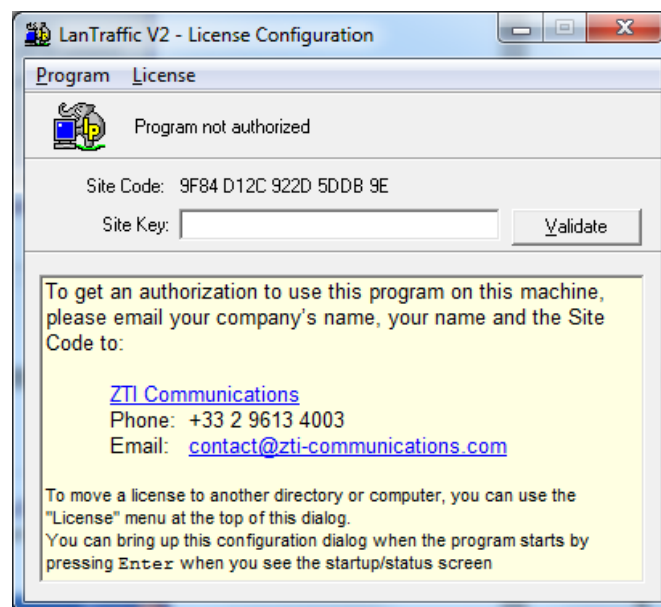 LanTraffic V2 - License Configuration
Program License
Program not authorized
Site Code: 9F84 D12C 922D 5DDB 9E
Site Key:
Validate
To get an authorization to use this program on this machine,
please email your company's name, your name and the Site
Code to:
ZTI Communications
Phone: +33 2 9613 4003
Email: contact@zti-communications.com
To move a license to another directory or computer, you can use the
"License" menu at the top of this dialog.
You can bring up this configuration dialog when the program starts by
pressing Enter when you see the startup/status screen